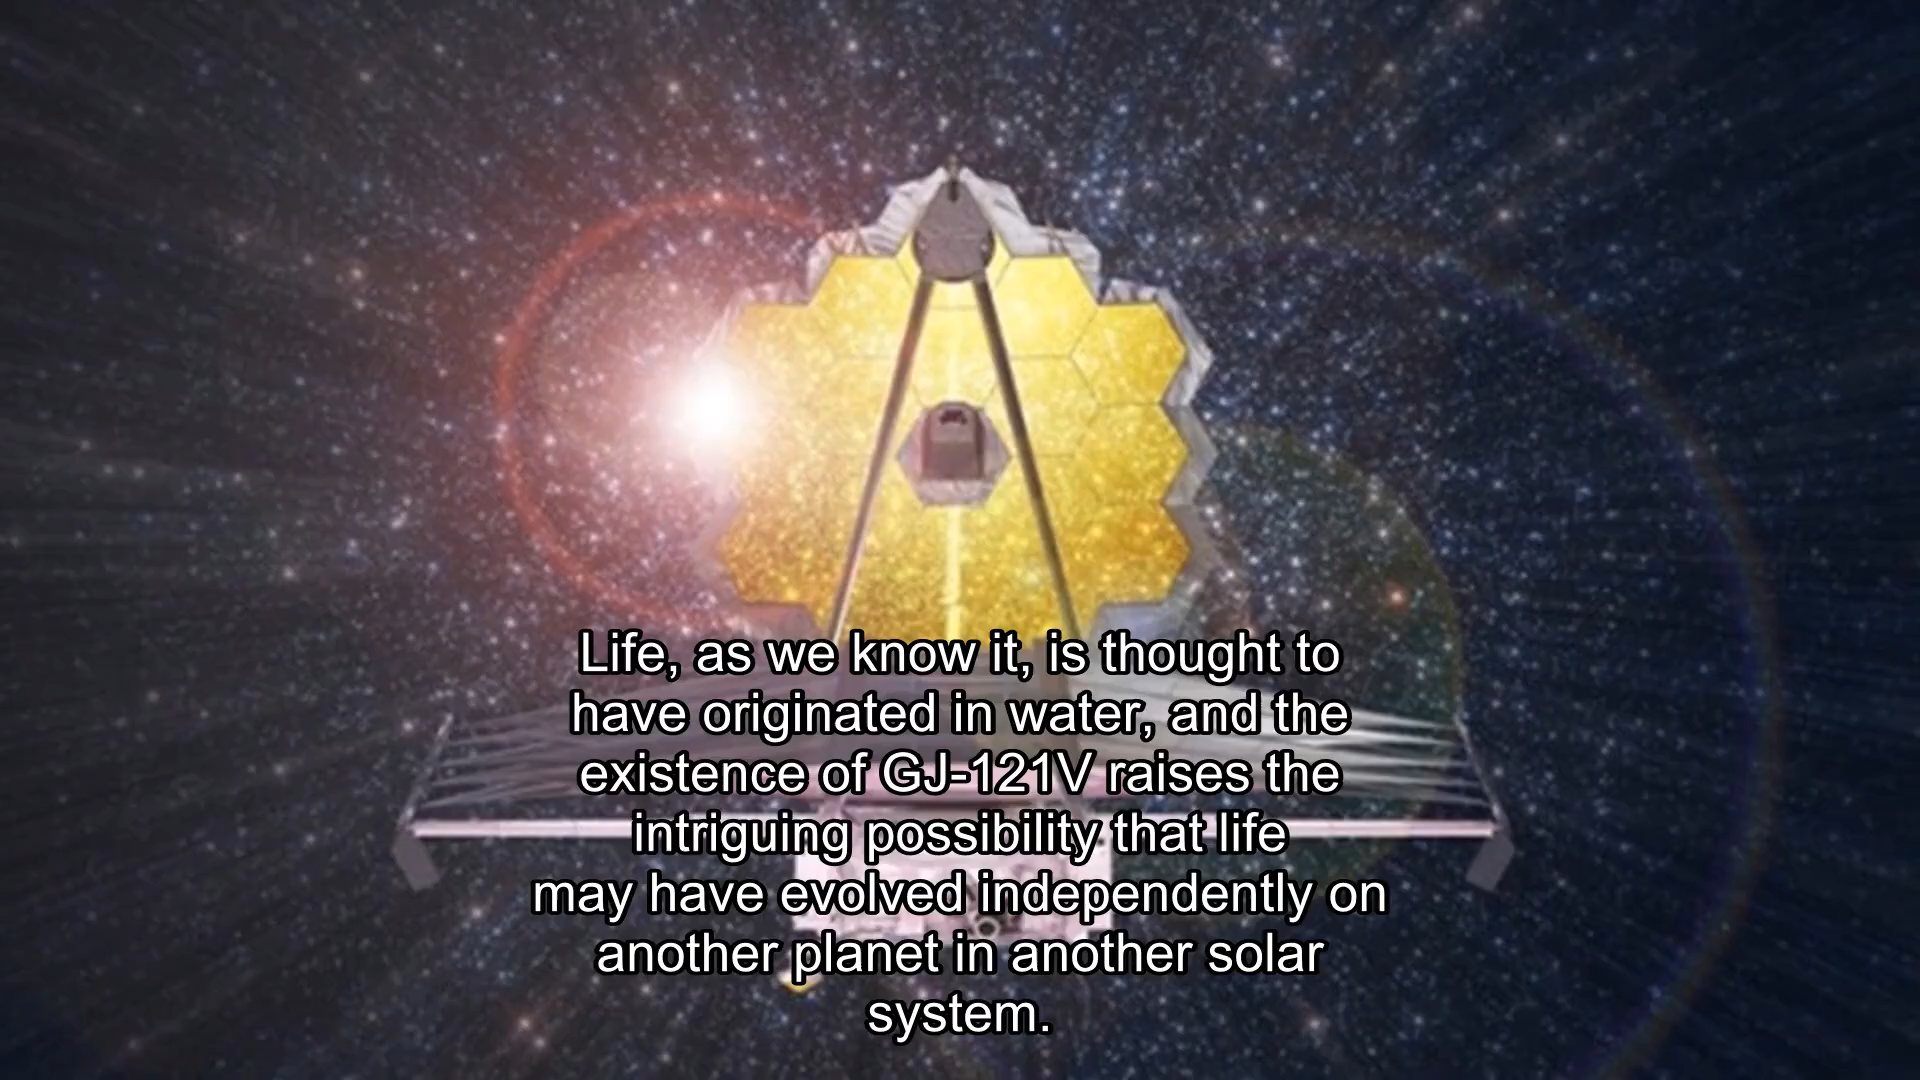 Life, as we know it, is thought to
have originated in water, and the
existence of GJ-121V raises the
intriguing possibility that life
may have evolved independently on
another planet in another solar
system.